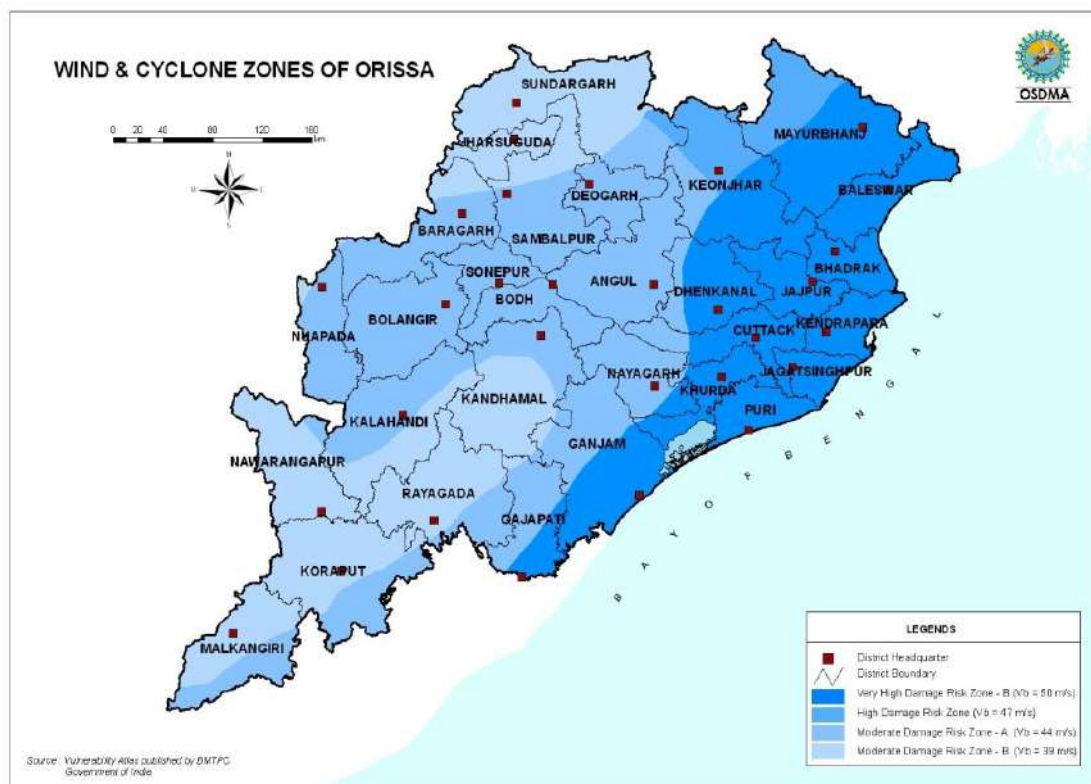 WIND & CYCLONE ZONES OF ORISSA
OSDMA
0 20 40 80 120 160
km
N
S
SUNDARGARH
JHARSUGUDA
MAYURBHANJ
KEONJHAR
DEOGARH
BALESWAR
BARAGARH
SAMBALPUR
SONEPUR
BHADRAK
ANGUL
DHENKANAL
JAJPUR
BODH
BOLANGIR
CUTTACK
KENDRAPARA
NUAPADA
JAGATSINGHPUR
NAYAGARH
KHURDA
KANDHAMAL
PURI
KALAHANDI
GANJAM
NAWARANGAPUR
RAYAGADA
GAJAPATI
KORAPUT
MALKANGIRI
BAY OF BENGAL
LEGENDS
District Headquarter
District Boundary
Very High Damage Risk Zone - B (Vb = 50 m/s)
High Damage Risk Zone (Vb = 47 m/s)
Moderate Damage Risk Zone - A (Vb = 44 m/s)
Moderate Damage Risk Zone - B (Vb = 39 m/s)
Source : Vulnerability Atlas published by BMTPC
Government of India